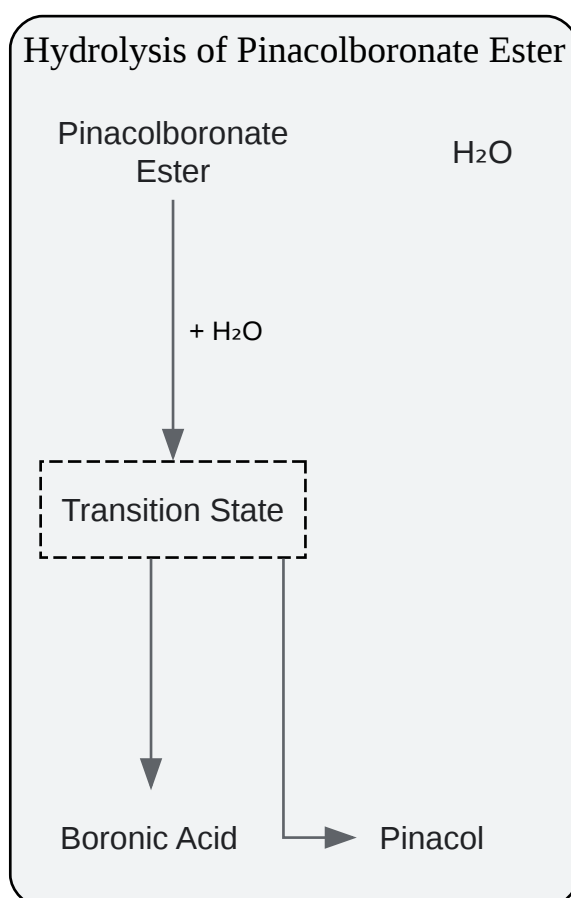 Hydrolysis of Pinacolboronate Ester
Pinacolboronate
Ester
H₂O
+ H₂O
Transition State
Boronic Acid
Pinacol